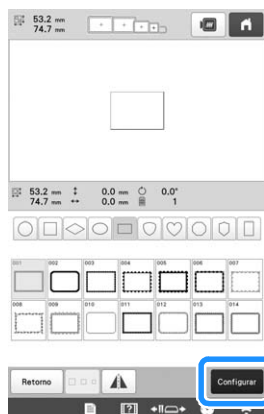 53.2 mm
74.7 mm
53.2 mm 0.0 mm 0.0°
74.7 mm 0.0 mm 1
001 002 003 004 005 006 007
008 009 010 011 012 013 014
Retorno Configurar